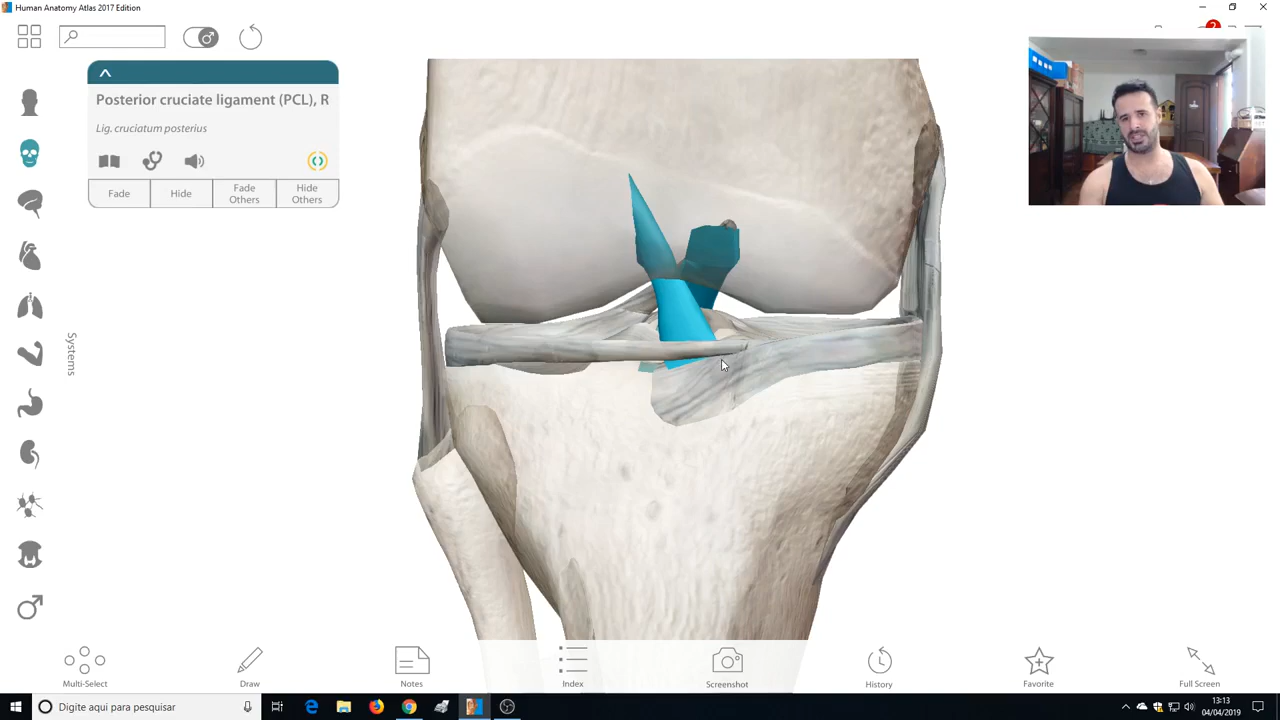 Human Anatomy Atlas 2017 Edition
2
Posterior cruciate ligament (PCL), R
Lig. cruciatum posterius
Fade
Hide
Fade
Others
Hide
Others
Systems
Multi-Select
Draw
Notes
Index
Screenshot
History
Favorite
Full Screen
Digite aqui para pesquisar
13:13
04/04/2019